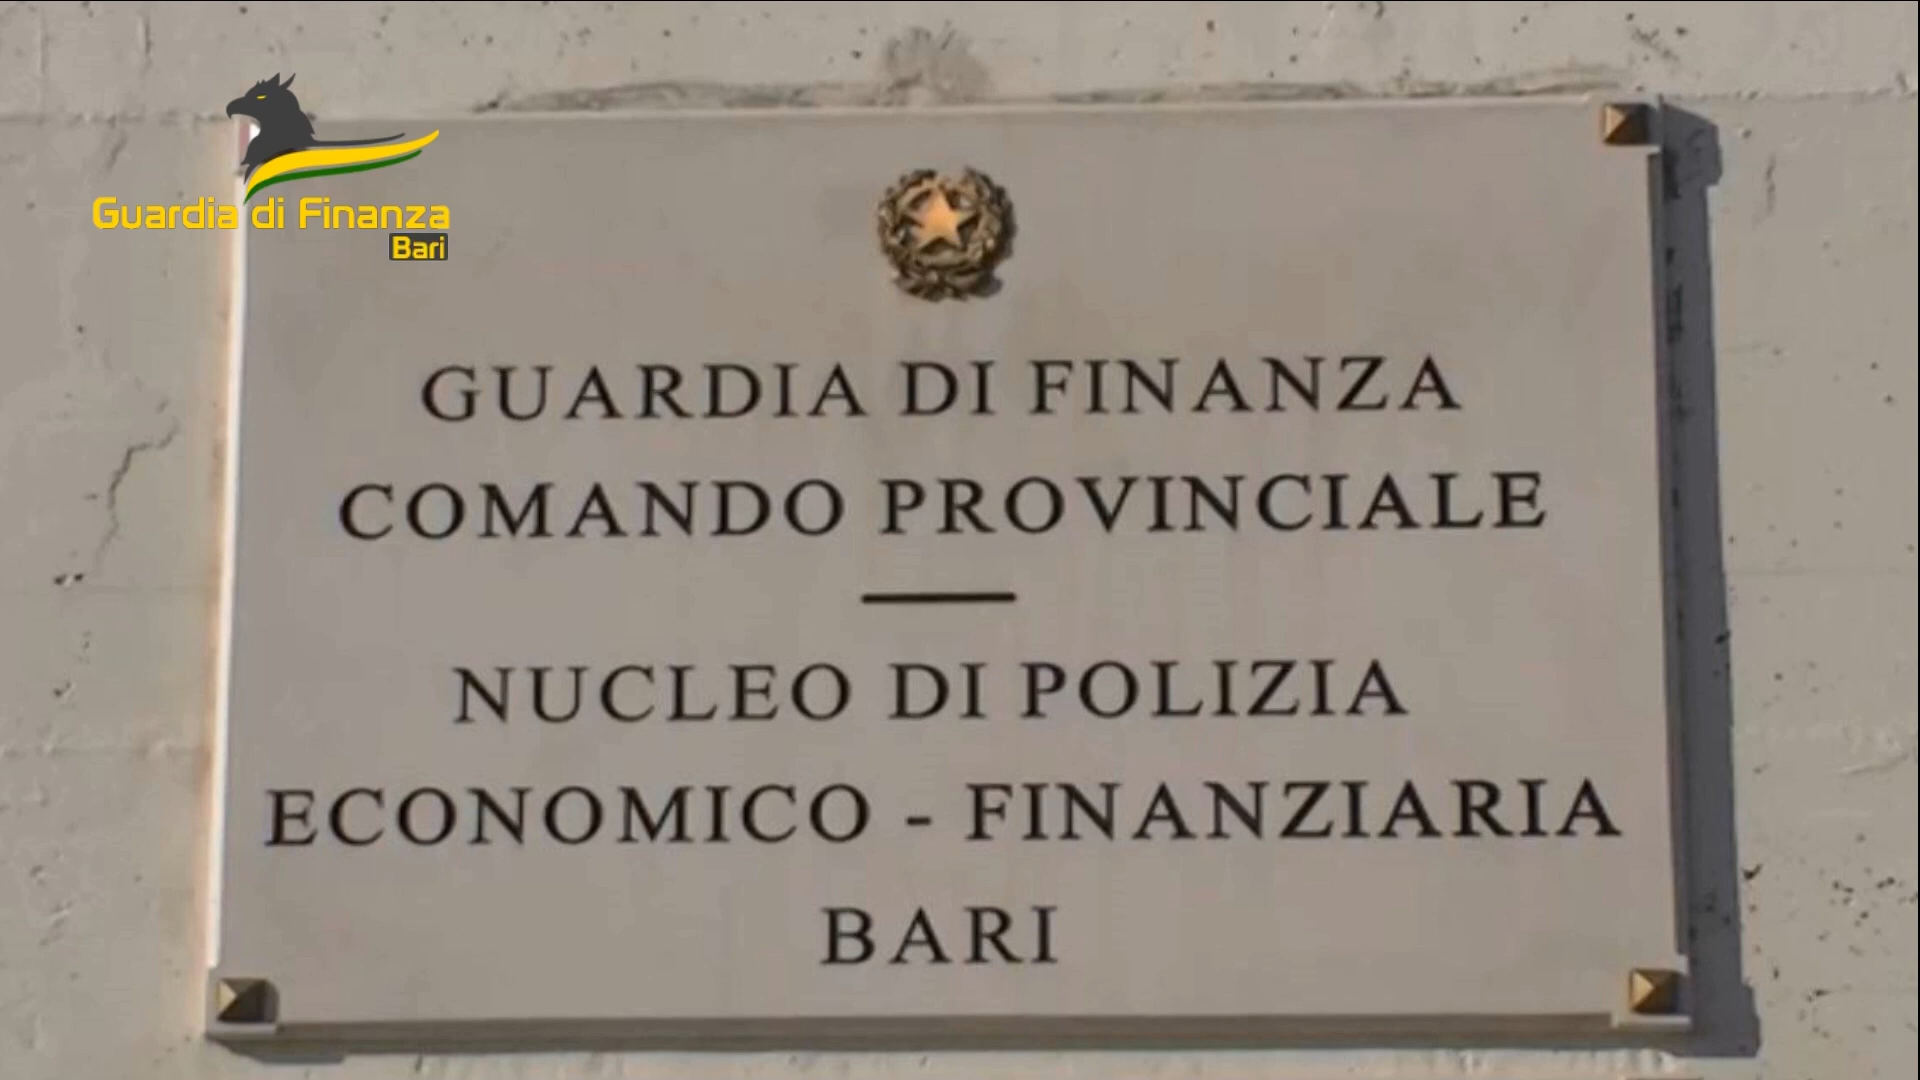 Guardia di Finanza
Bari
GUARDIA DI FINANZA
COMANDO PROVINCIALE
NUCLEO DI POLIZIA
ECONOMICO - FINANZIARIA
BARI